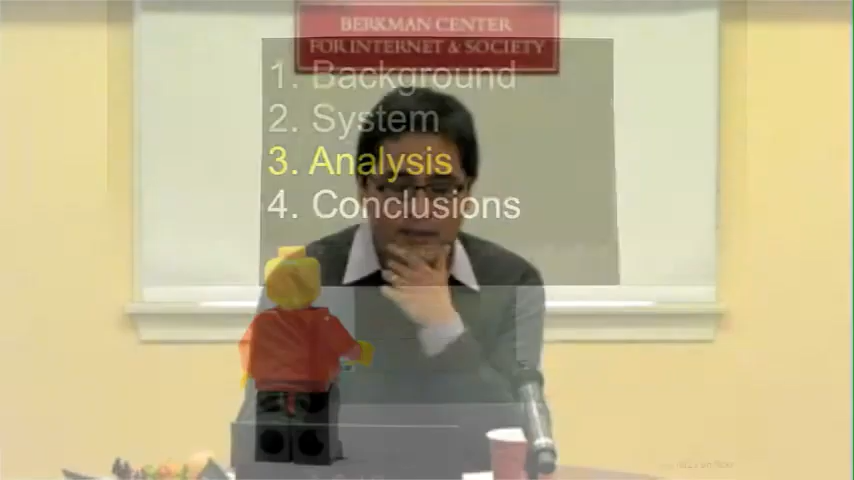 BERKMAN CENTER
FOR INTERNET & SOCIETY
1. Background
2. System
3. Analysis
4. Conclusions